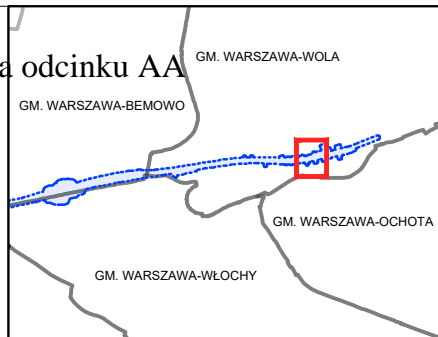 a odcinku AA
GM. WARSZAWA-WOLA
GM. WARSZAWA-BEMOWO
GM. WARSZAWA-OCHOTA
GM. WARSZAWA-WŁOCHY